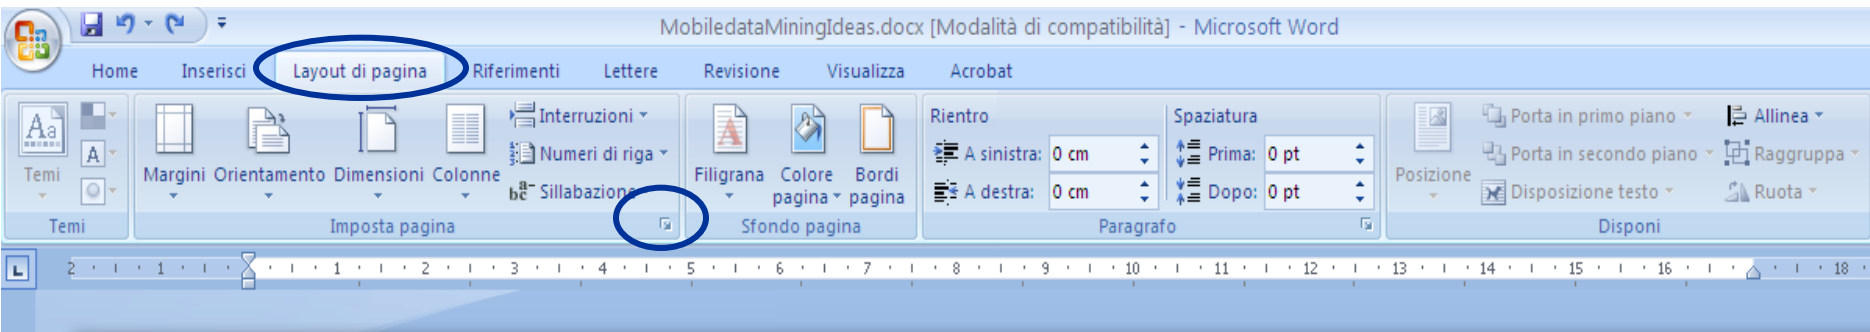 MobiledataMiningIdeas.docx [Modalità di compatibilità] - Microsoft Word
Home Inserisci Layout di pagina Riferimenti Lettere Revisione Visualizza Acrobat
Aa
A
Temi
Margini Orientamento Dimensioni Colonne
Interruzioni
Numeri di riga
Sillabazione
Filigrana Colore pagina Bordi pagina
Rientro
A sinistra: 0 cm
A destra: 0 cm
Spaziatura
Prima: 0 pt
Dopo: 0 pt
Posizione
Porta in primo piano
Porta in secondo piano
Disposizione testo
Allinea
Raggruppa
Ruota
Temi Imposta pagina Sfondo pagina Paragrafo Disponi
L 2 1 1 2 3 4 5 6 7 8 9 10 11 12 13 14 15 16 18